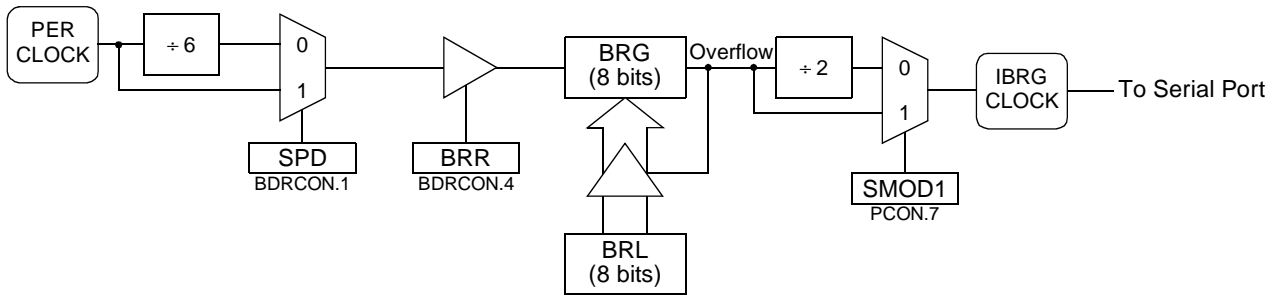 PER
CLOCK
÷ 6
0
1
SPD
BDRCON.1
BRR
BDRCON.4
BRG
(8 bits)
Overflow
BRL
(8 bits)
÷ 2
0
1
SMOD1
PCON.7
IBRG
CLOCK
To Serial Port